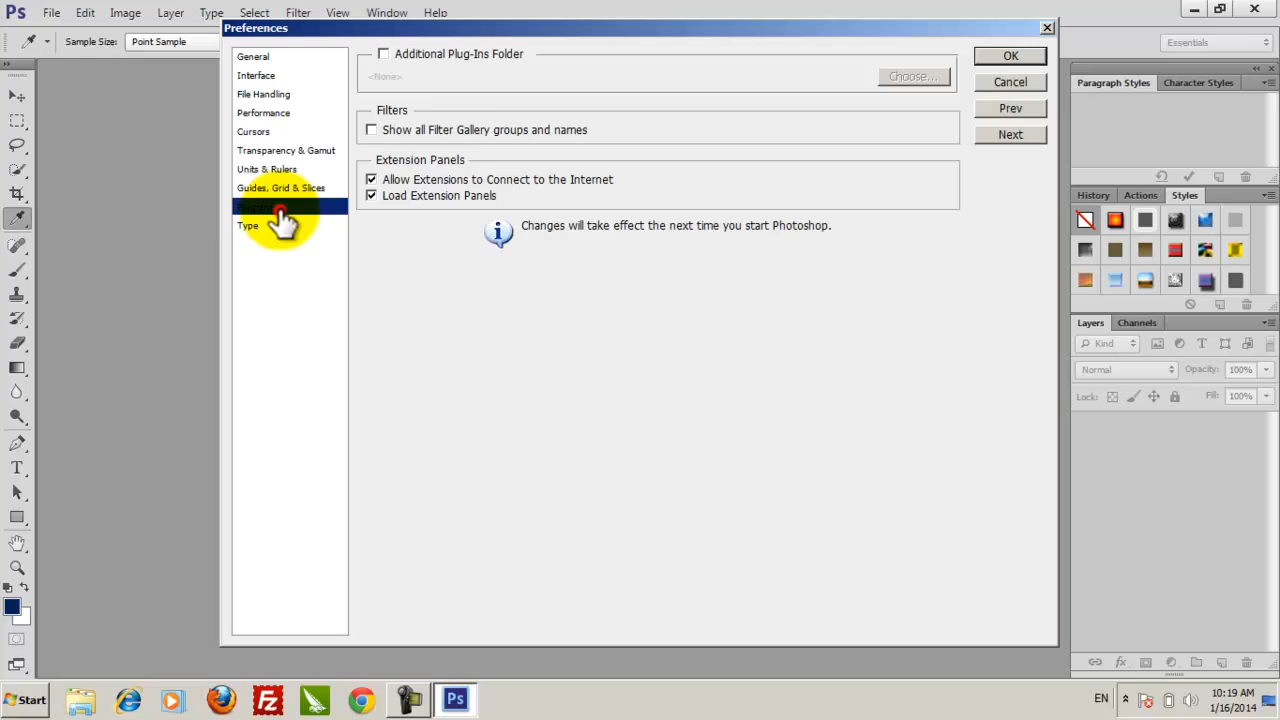 Ps File Edit Image Layer Type Select Filter View Window Help
Preferences
Sample Size: Point Sample
Essentials
General
Interface
File Handling
Performance
Cursors
Transparency & Gamut
Units & Rulers
Guides, Grid & Slices
Type
Additional Plug-Ins Folder
<None>
Choose...
Filters
Show all Filter Gallery groups and names
Extension Panels
Allow Extensions to Connect to the Internet
Load Extension Panels
Changes will take effect the next time you start Photoshop.
OK
Cancel
Prev
Next
Paragraph Styles Character Styles
History Actions Styles
Layers Channels
Kind
Normal Opacity: 100%
Lock: Fill: 100%
Start
Fz
Ps
EN
10:19 AM
1/16/2014